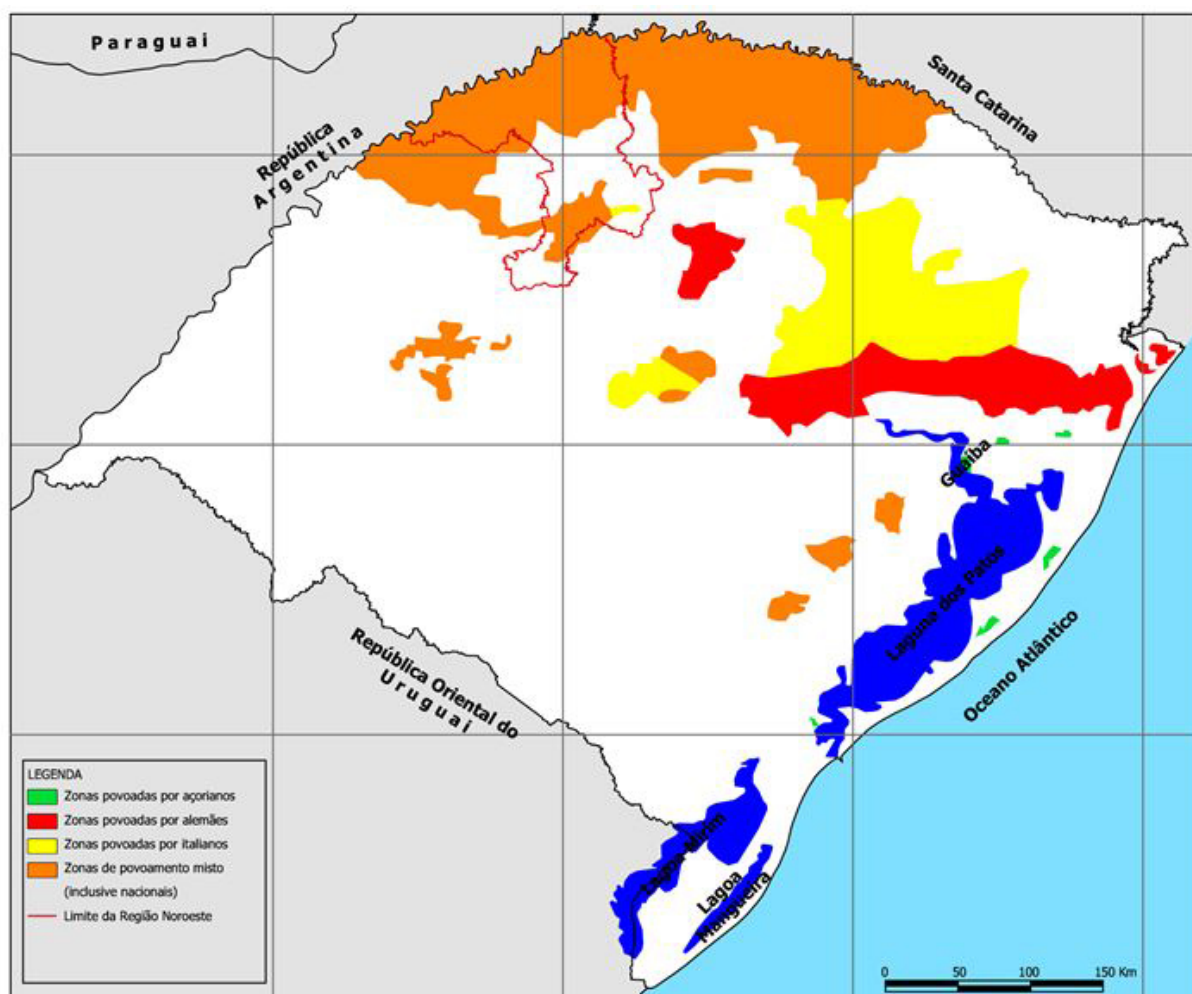 Paraguai
República
Argentina
Santa Catarina
Guaíba
Laguna dos Patos
Oceano Atlântico
República Oriental do
Uruguai
Lagoa Mirim
Lagoa
Mangueira
LEGENDA
Zonas povoadas por açorianos
Zonas povoadas por alemães
Zonas povoadas por italianos
Zonas de povoamento misto
(inclusive nacionais)
Limite da Região Noroeste
0 50 100 150 Km